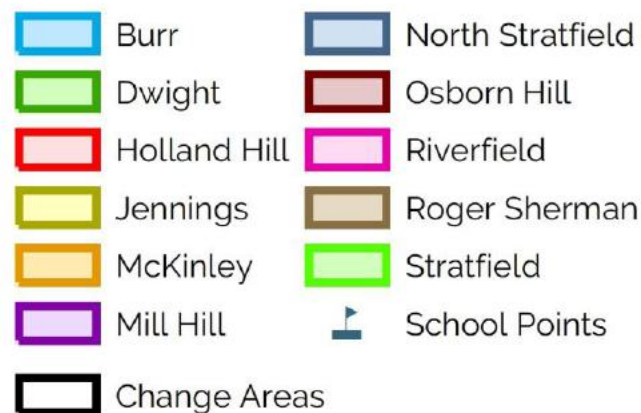 Burr
Dwight
Holland Hill
Jennings
McKinley
Mill Hill
Change Areas
North Stratfield
Osborn Hill
Riverfield
Roger Sherman
Stratfield
School Points